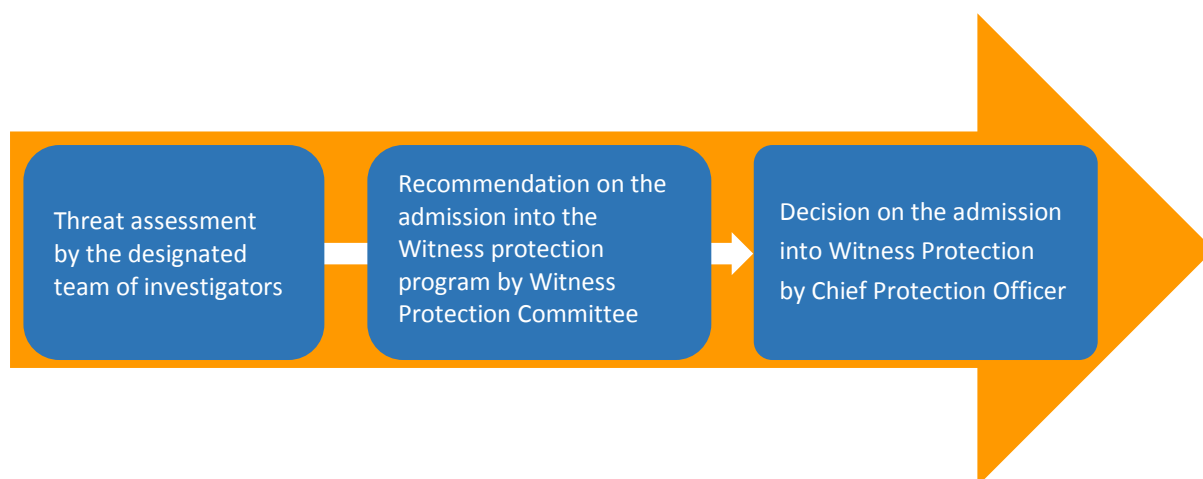 Threat assessment
by the designated
team of investigators
Recommendation on the
admission into the
Witness protection
program by Witness
Protection Committee
Decision on the admission
into Witness Protection
by Chief Protection Officer